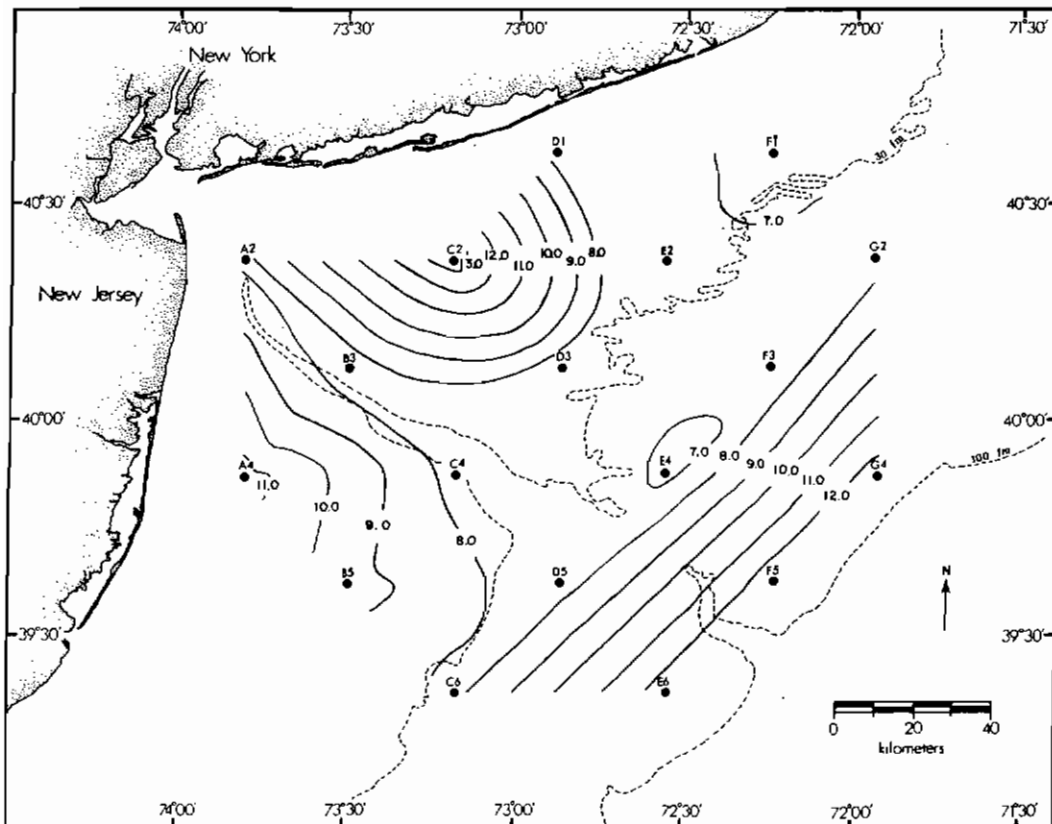 74°00' 73°30' 73°00' 72°30' 72°00' 71°30'
New York
D1 F1
30 fm
40°30' 40°30'
7.0
A2 C2 E2 G2
3.0 12.0 11.0 10.0 9.0 8.0
New Jersey
B3 D3 F3
40°00' 40°00'
A4 C4 E4 G4
7.0 8.0 9.0 10.0 11.0 12.0
100 fm
11.0 10.0 9.0 8.0
B5 D5 F5
N
39°30' 39°30'
C6 E6
0 20 40
kilometers
74°00' 73°30' 73°00' 72°30' 72°00' 71°30'